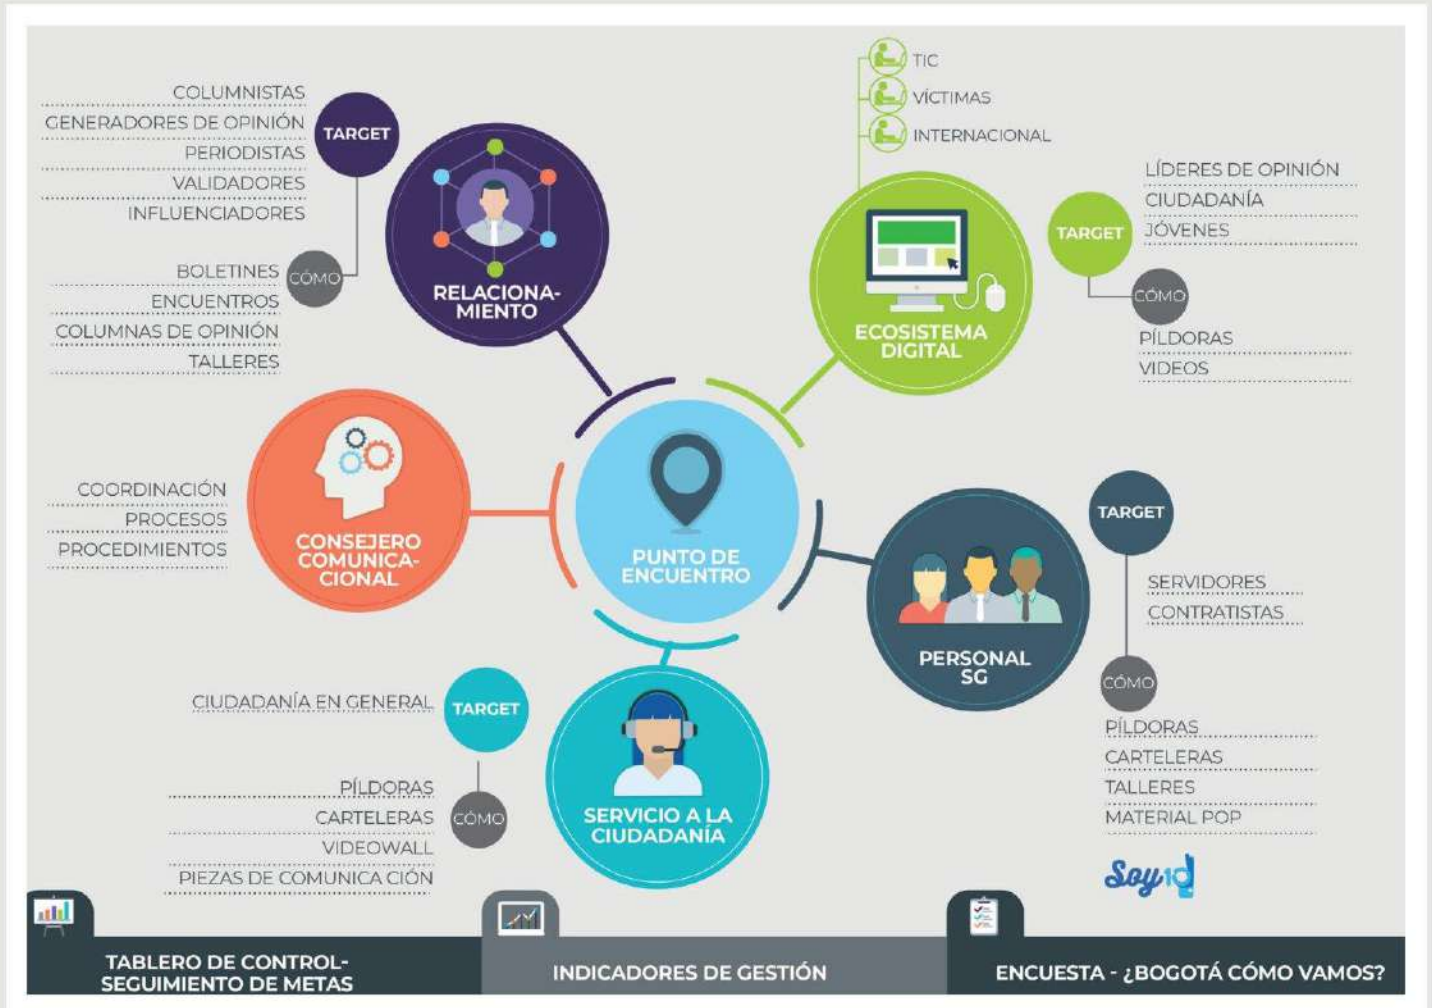 COLUMNISTAS
GENERADORES DE OPINIÓN
PERIODISTAS
VALIDADORES
INFLUENCIADORES
TARGET
CÓMO
BOLETINES
ENCUENTROS
COLUMNAS DE OPINIÓN
TALLERES
RELACIONA-
MIENTO
TIC
VÍCTIMAS
INTERNACIONAL
ECOSISTEMA
DIGITAL
TARGET
LÍDERES DE OPINIÓN
CIUDADANÍA
JÓVENES
CÓMO
PÍLDORAS
VIDEOS
COORDINACIÓN
PROCESOS
PROCEDIMIENTOS
CONSEJERO
COMUNICA-
CIONAL
PUNTO DE
ENCUENTRO
PERSONAL
SG
TARGET
SERVIDORES
CONTRATISTAS
CÓMO
PÍLDORAS
CARTELERAS
TALLERES
MATERIAL POP
Soy10
CIUDADANÍA EN GENERAL
TARGET
PÍLDORAS
CARTELERAS
VIDEOWALL
PIEZAS DE COMUNICA CIÓN
CÓMO
SERVICIO A LA
CIUDADANÍA
TABLERO DE CONTROL-
SEGUIMIENTO DE METAS
INDICADORES DE GESTIÓN
ENCUESTA - ¿BOGOTÁ CÓMO VAMOS?